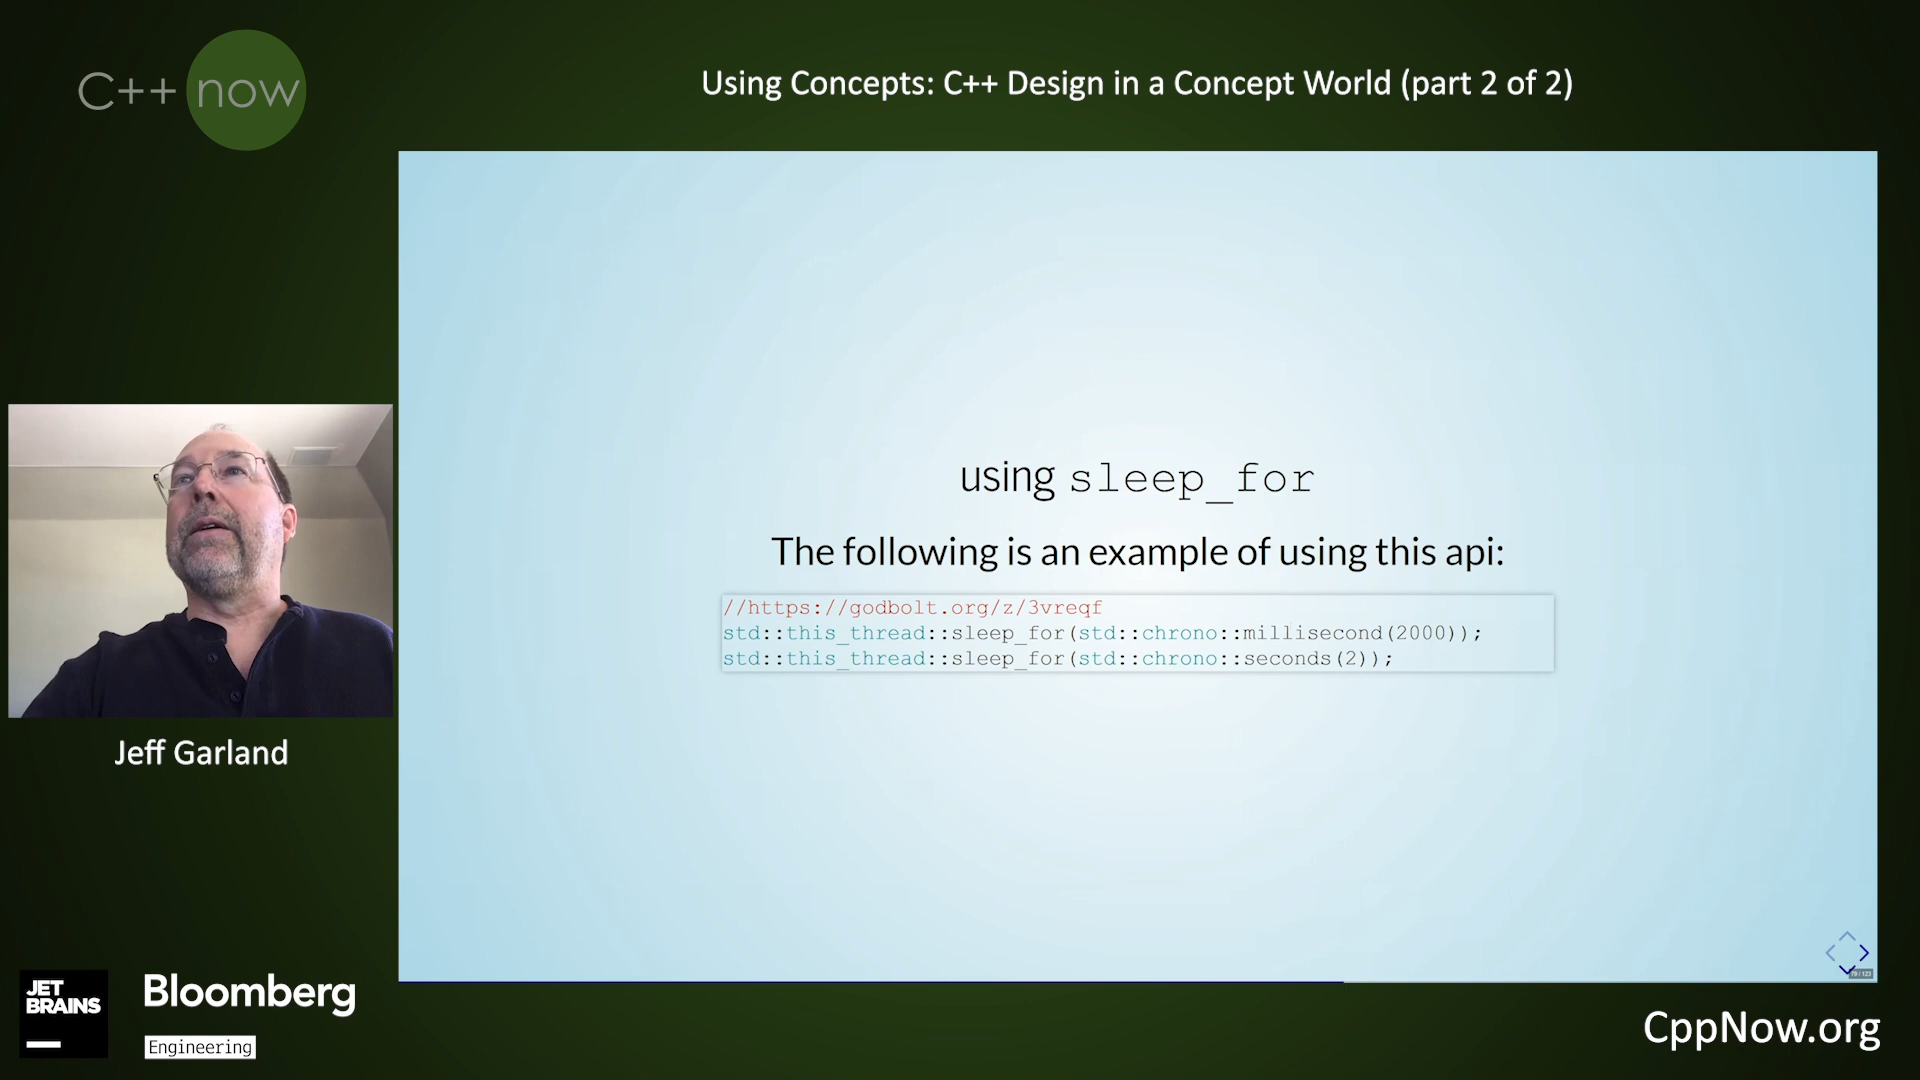 C++ now
Using Concepts: C++ Design in a Concept World (part 2 of 2)
using sleep_for
The following is an example of using this api:
//https://godbolt.org/z/3vreqf
std::this_thread::sleep_for(std::chrono::millisecond(2000));
std::this_thread::sleep_for(std::chrono::seconds(2));
Jeff Garland
79 / 123
JET
BRAINS
Bloomberg
Engineering
CppNow.org